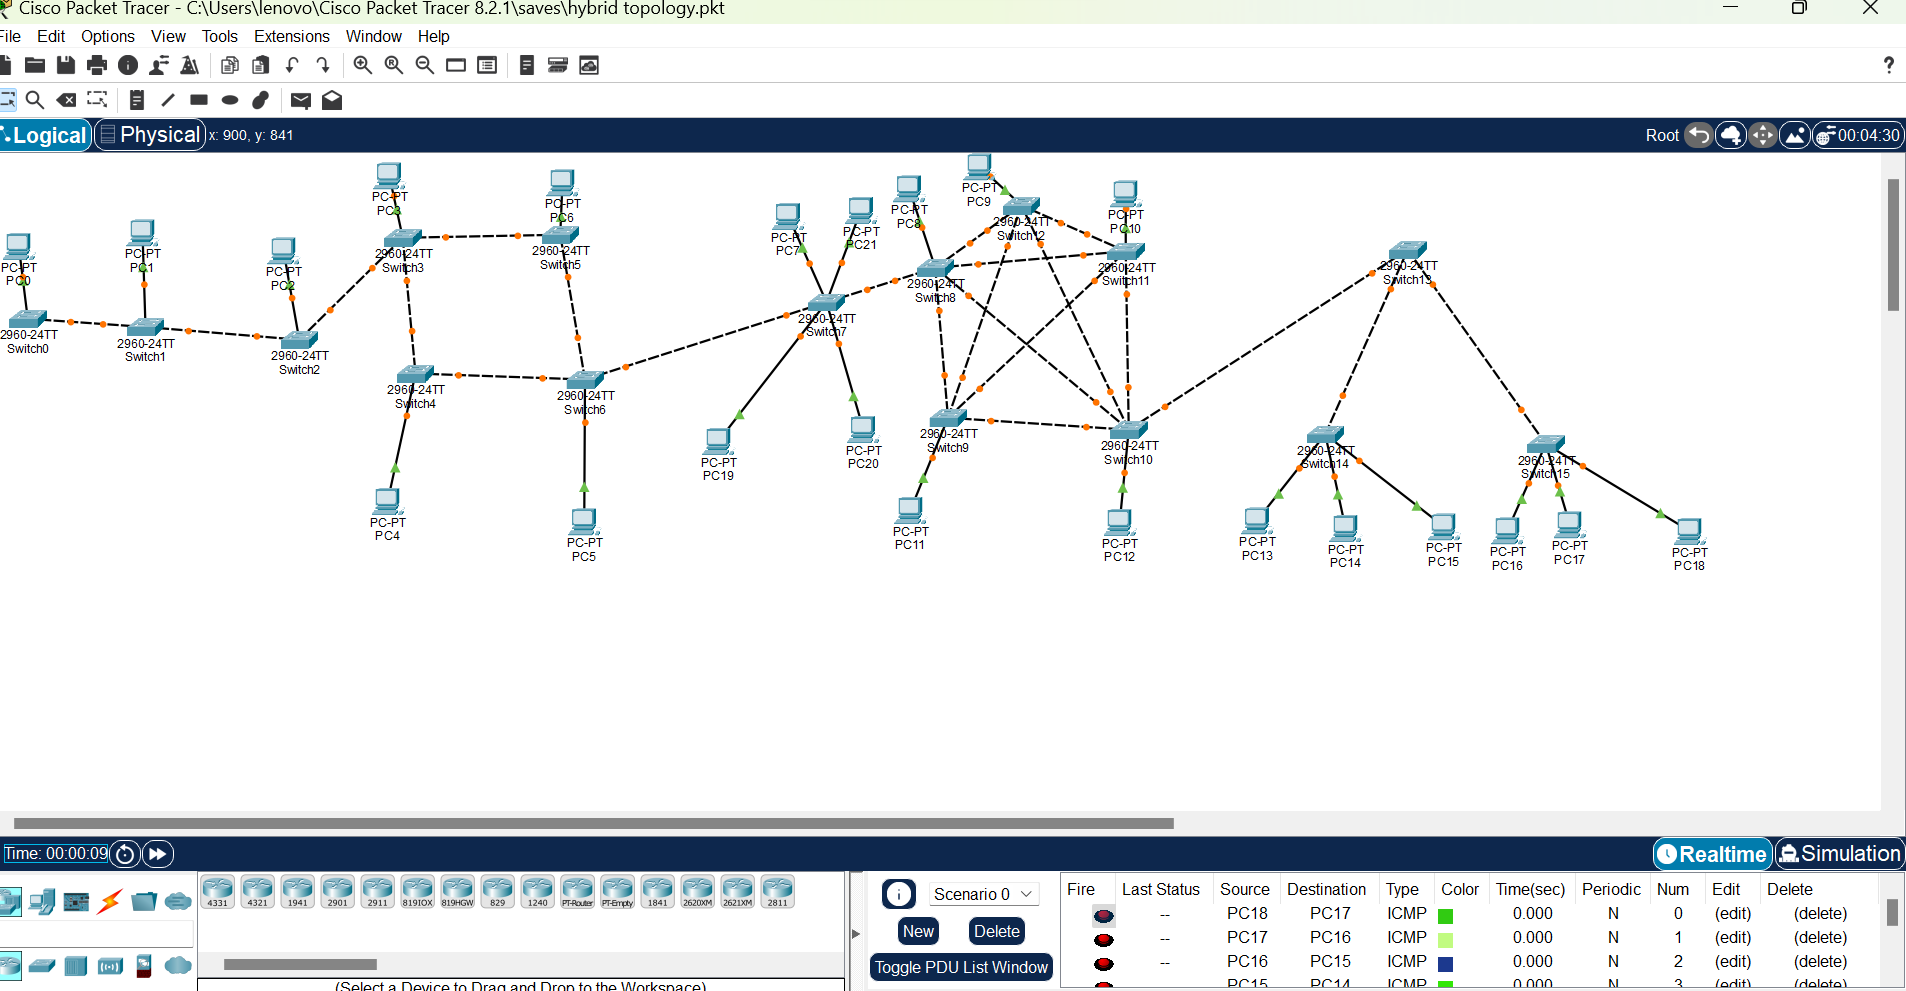 Cisco Packet Tracer - C:\Users\lenovo\Cisco Packet Tracer 8.2.1\saves\hybrid topology.pkt
File Edit Options View Tools Extensions Window Help
?
Logical Physical x: 900, y: 841 Root 00:04:30
PC-PT
PC0
PC-PT
PC1
PC-PT
PC2
PC-PT
PC3
PC-PT
PC6
PC-PT
PC7
PC-PT
PC21
PC-PT
PC8
PC-PT
PC9
PC-PT
PC10
2960-24TT
Switch0
2960-24TT
Switch1
2960-24TT
Switch2
2960-24TT
Switch3
2960-24TT
Switch5
2960-24TT
Switch7
2960-24TT
Switch8
2960-24TT
Switch12
2960-24TT
Switch11
2960-24TT
Switch13
2960-24TT
Switch4
2960-24TT
Switch6
2960-24TT
Switch9
2960-24TT
Switch10
2960-24TT
Switch14
2960-24TT
Switch15
PC-PT
PC4
PC-PT
PC5
PC-PT
PC19
PC-PT
PC20
PC-PT
PC11
PC-PT
PC12
PC-PT
PC13
PC-PT
PC14
PC-PT
PC15
PC-PT
PC16
PC-PT
PC17
PC-PT
PC18
Time: 00:00:09 Realtime Simulation
4331 4321 1941 2901 2911 819IOX 819HGW 829 1240 PT-Router PT-Empty 1841 2620XM 2621XM 2811
(Select a Device to Drag and Drop to the Workspace)
Scenario 0
New Delete
Toggle PDU List Window
Fire Last Status Source Destination Type Color Time(sec) Periodic Num Edit Delete
-- PC18 PC17 ICMP 0.000 N 0 (edit) (delete)
-- PC17 PC16 ICMP 0.000 N 1 (edit) (delete)
-- PC16 PC15 ICMP 0.000 N 2 (edit) (delete)
PC15 PC14 ICMP 0.000 N 3 (edit) (delete)